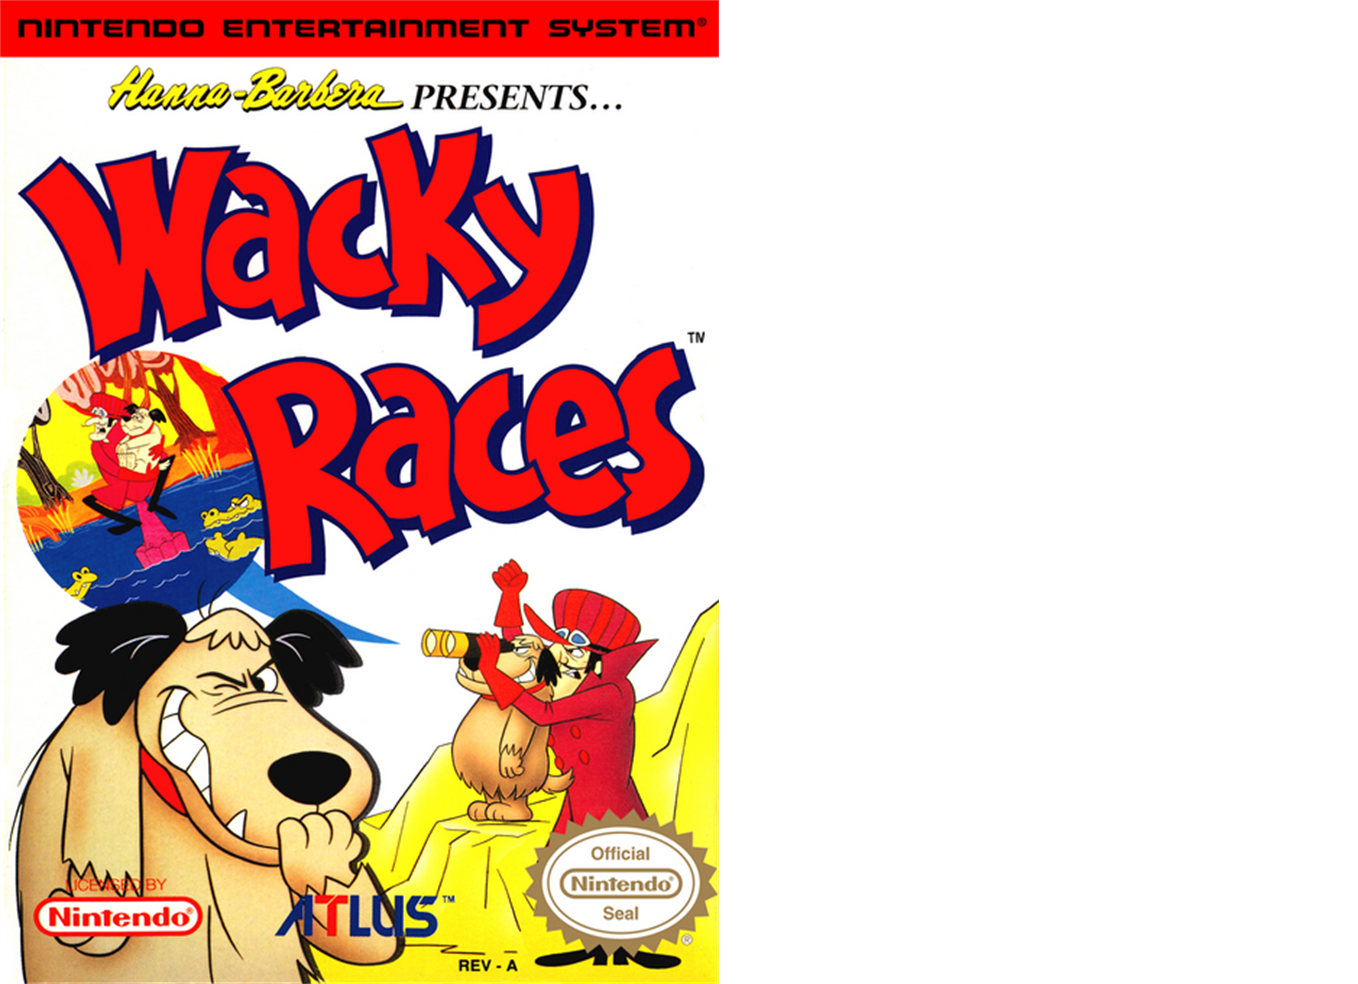 NINTENDO ENTERTAINMENT SYSTEM®
Hanna-Barbera PRESENTS...
Wacky
Races
TM
LICENSED BY
Nintendo®
ATLUS™
REV - A
Official
Nintendo®
Seal
®